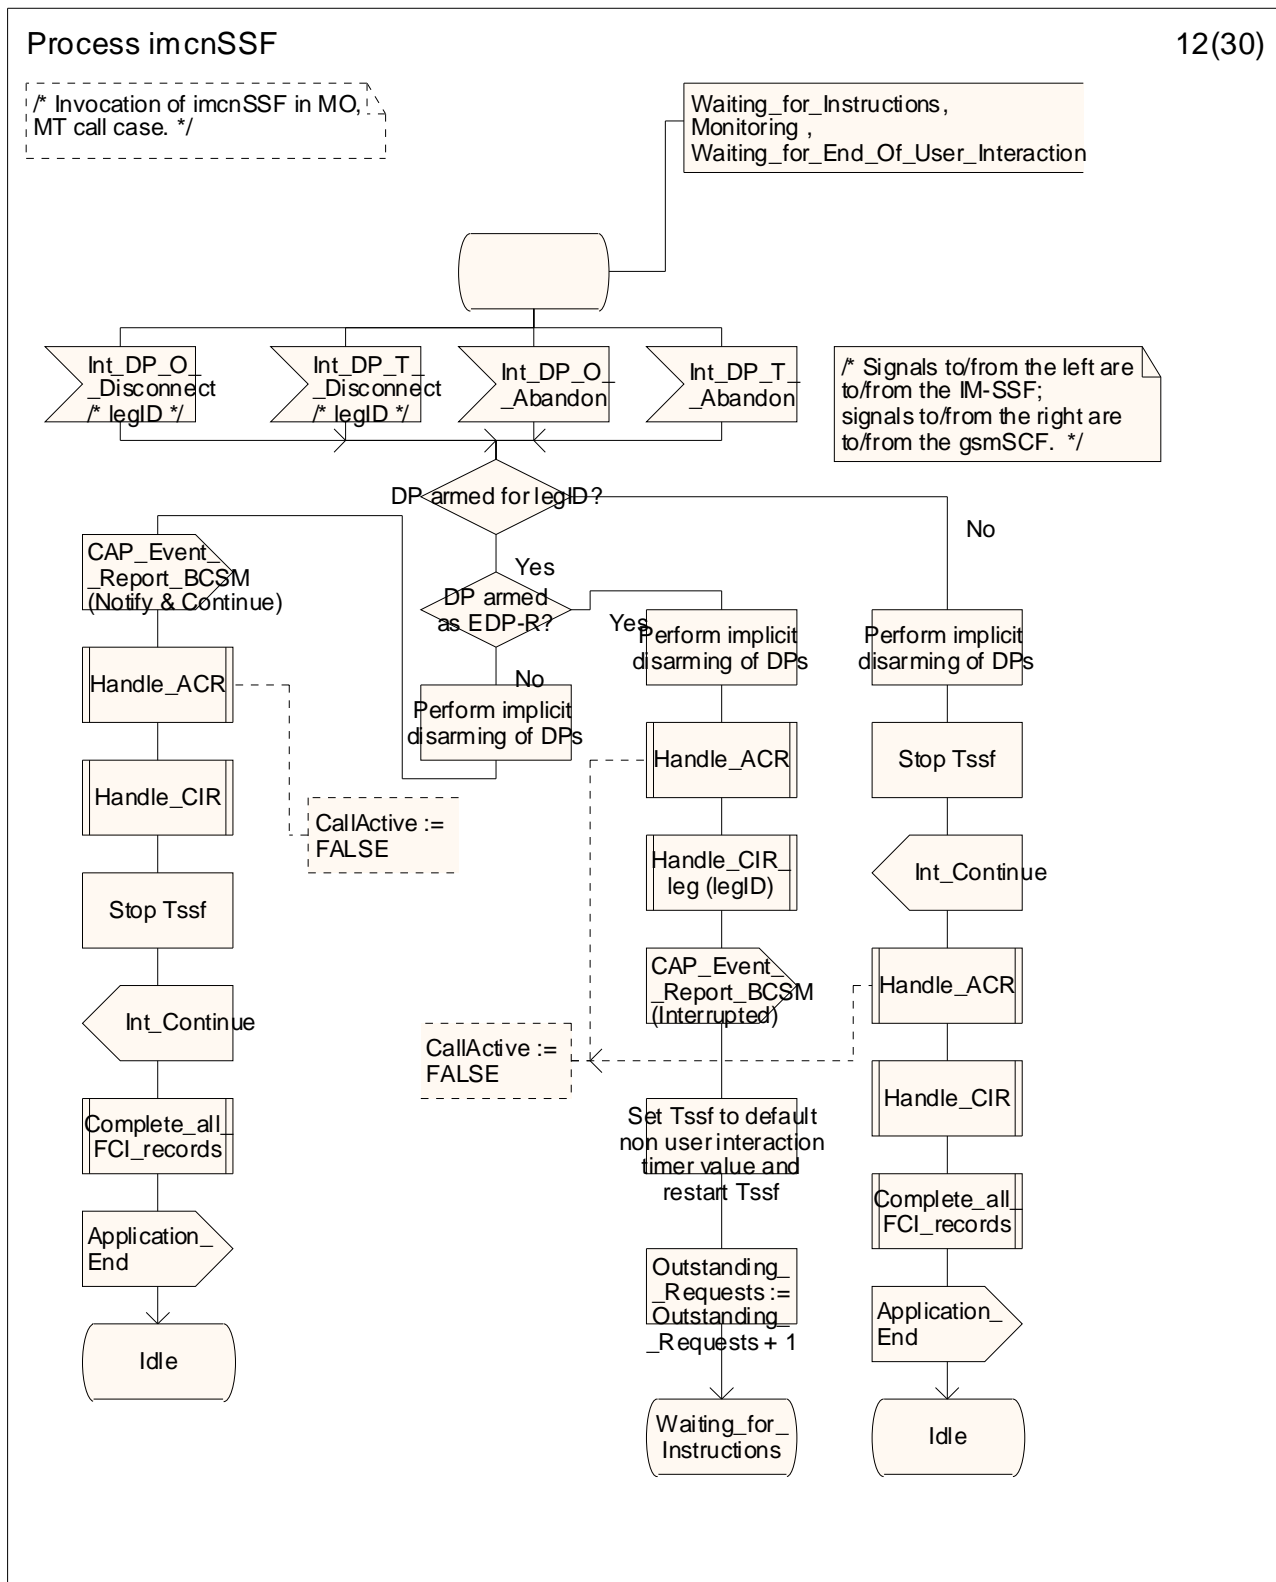 Process imcnSSF
12(30)
/* Invocation of imcnSSF in MO,
MT call case. */
Waiting_for_Instructions,
Monitoring ,
Waiting_for_End_Of_User_Interaction
Int_DP_O_
_Disconnect
/* legID */
Int_DP_T_
_Disconnect
/* legID */
Int_DP_O_
_Abandon
Int_DP_T_
_Abandon
/* Signals to/from the left are
to/from the IM-SSF;
signals to/from the right are
to/from the gsmSCF.  */
DP armed for legID?
No
Yes
DP armed
as EDP-R?
Yes
No
Perform implicit
disarming of DPs
CAP_Event_
_Report_BCSM
(Notify & Continue)
Handle_ACR
CallActive :=
FALSE
Handle_CIR
Stop Tssf
Int_Continue
Complete_all_
FCI_records
Application_
End
Idle
Perform implicit
disarming of DPs
Handle_ACR
Handle_CIR_
leg (legID)
CAP_Event_
_Report_BCSM
(Interrupted)
CallActive :=
FALSE
Set Tssf to default
non user interaction
timer value and
restart Tssf
Outstanding_
_Requests :=
Outstanding_
_Requests + 1
Waiting_for_
Instructions
Perform implicit
disarming of DPs
Stop Tssf
Int_Continue
Handle_ACR
Handle_CIR
Complete_all_
FCI_records
Application_
End
Idle